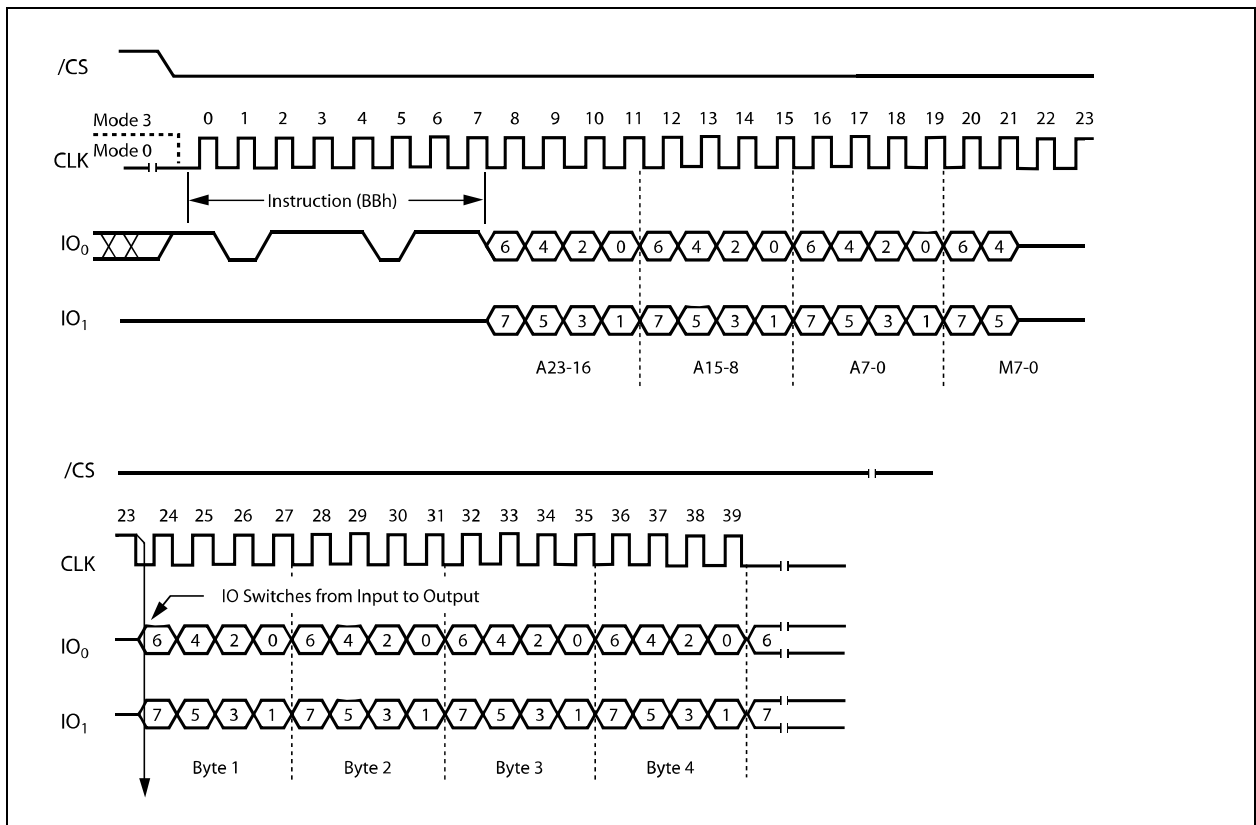 /CS
Mode 3
0 1 2 3 4 5 6 7 8 9 10 11 12 13 14 15 16 17 18 19 20 21 22 23
Mode 0
CLK
Instruction (BBh)
IO0 6 4 2 0 6 4 2 0 6 4 2 0 6 4
IO1 7 5 3 1 7 5 3 1 7 5 3 1 7 5
A23-16 A15-8 A7-0 M7-0
/CS
23 24 25 26 27 28 29 30 31 32 33 34 35 36 37 38 39
CLK
IO Switches from Input to Output
IO0 6 4 2 0 6 4 2 0 6 4 2 0 6 4 2 0 6
IO1 7 5 3 1 7 5 3 1 7 5 3 1 7 5 3 1 7
Byte 1 Byte 2 Byte 3 Byte 4